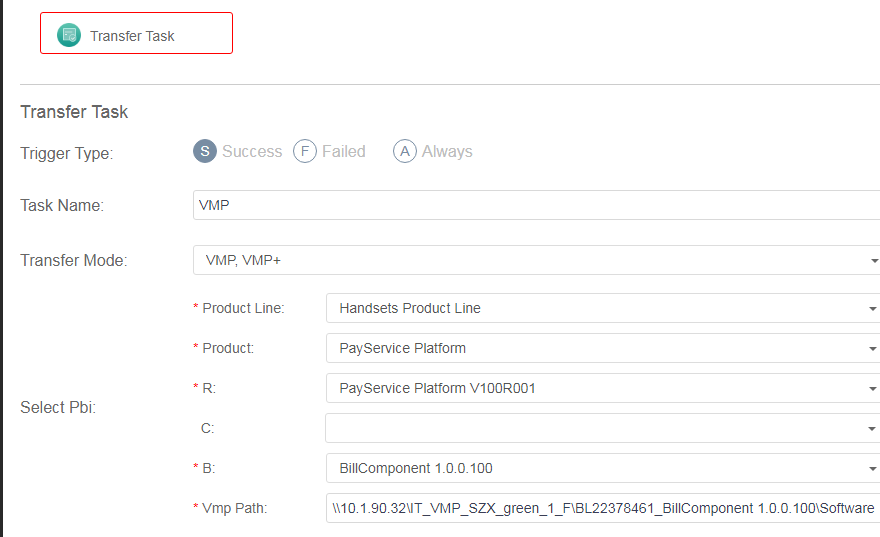 Transfer Task
Transfer Task
Trigger Type: S Success F Failed A Always
Task Name: VMP
Transfer Mode: VMP, VMP+
* Product Line: Handsets Product Line
* Product: PayService Platform
* R: PayService Platform V100R001
Select Pbi:
C:
* B: BillComponent 1.0.0.100
* Vmp Path: \\10.1.90.32\IT_VMP_SZX_green_1_F\BL22378461_BillComponent 1.0.0.100\Software